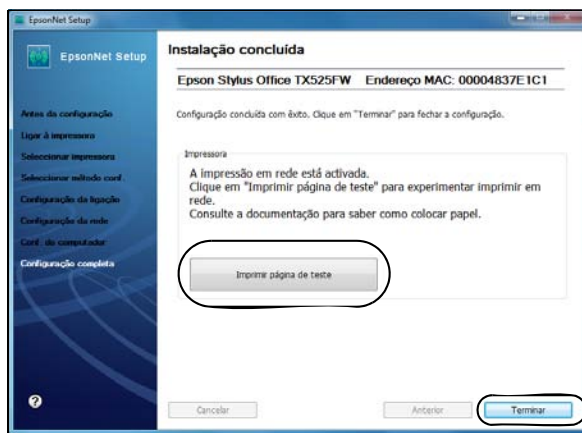 EpsonNet Setup
EpsonNet Setup
Instalação concluída
Epson Stylus Office TX525FW Endereço MAC: 00004837E1C1
Antes da configuração
Ligar à impressora
Seleccionar impressora
Seleccionar método conf.
Configuração da ligação
Configuração da rede
Conf. do computador
Configuração completa
Configuração concluída com êxito. Clique em "Terminar" para fechar a configuração.
Impressora
A impressão em rede está activada.
Clique em "Imprimir página de teste" para experimentar imprimir em
rede.
Consulte a documentação para saber como colocar papel.
Imprimir página de teste
?
Cancelar Anterior Terminar